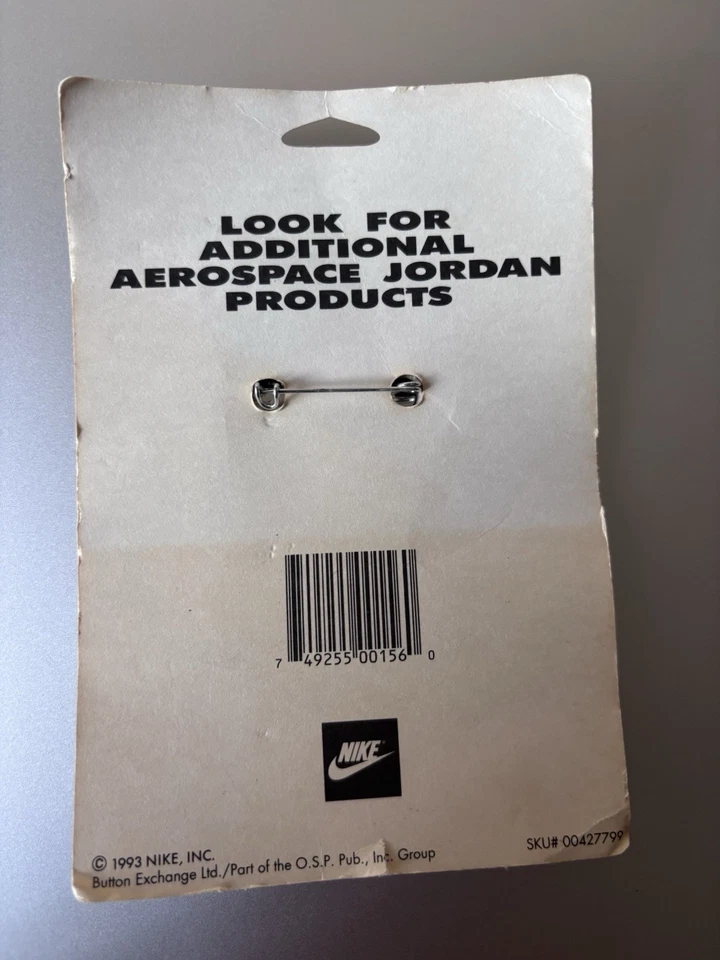 LOOK FOR
ADDITIONAL
AEROSPACE JORDAN
PRODUCTS
7 49255 00156 0
NIKE
© 1993 NIKE, INC.
Button Exchange Ltd./Part of the O.S.P. Pub., Inc. Group
SKU# 00427799